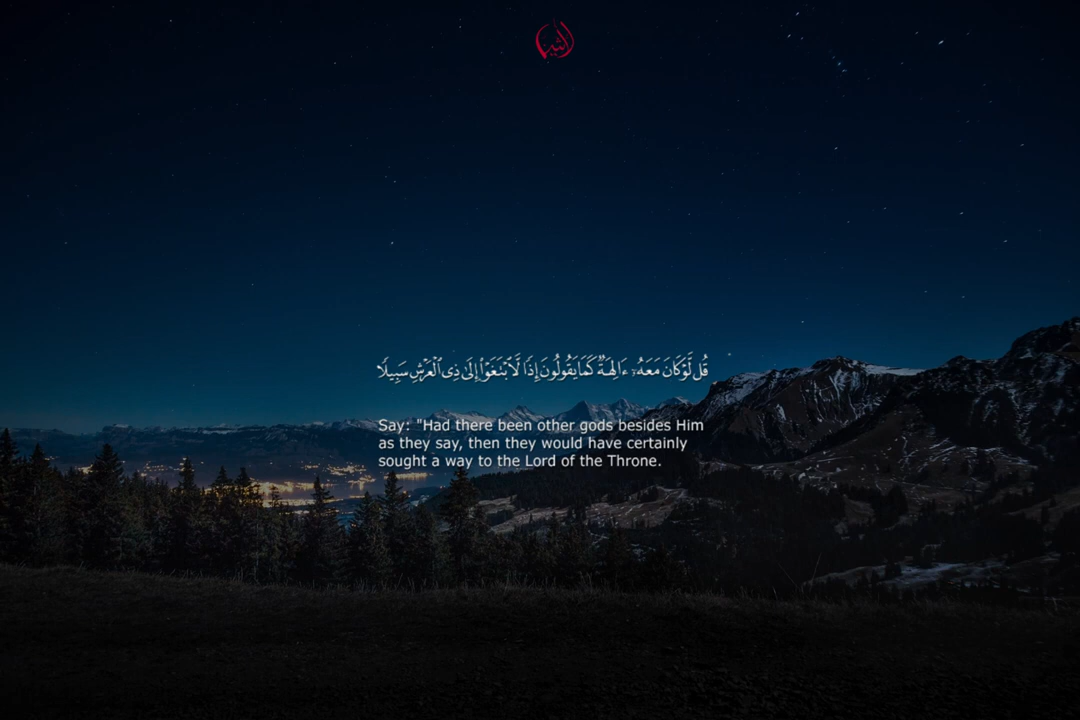 قُل لَّوْ كَانَ مَعَهُۥٓ ءَالِهَةٌ كَمَا يَقُولُونَ إِذًا لَّٱبْتَغَوْا۟ إِلَىٰ ذِى ٱلْعَرْشِ سَبِيلًا
Say: "Had there been other gods besides Him
as they say, then they would have certainly
sought a way to the Lord of the Throne.